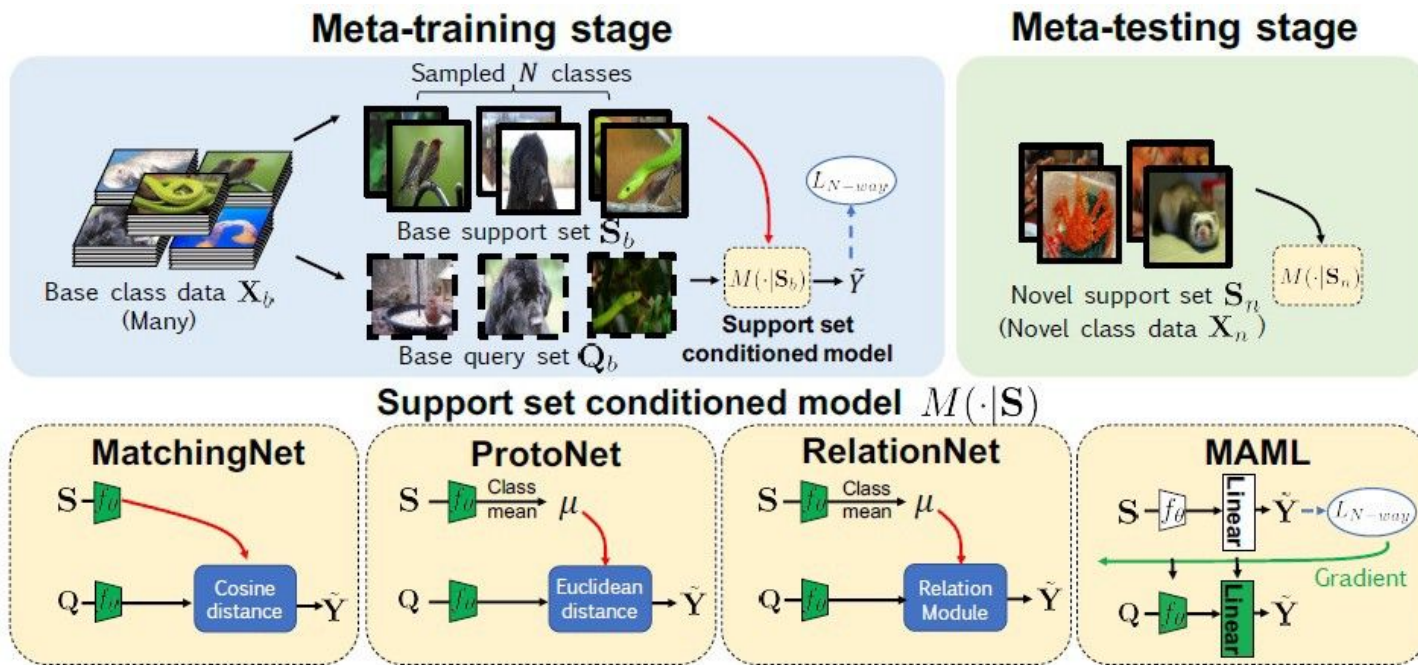 Meta-training stage
Meta-testing stage
Sampled N classes
Base support set S_b
L_{N-way}
Base class data X_b
(Many)
M(·|S_b)
Ỹ
Support set
conditioned model
Base query set Q_b
Novel support set S_n
(Novel class data X_n)
M(·|S_n)
Support set conditioned model M(·|S)
MatchingNet
S
f_θ
Q
f_θ
Cosine
distance
Ỹ
ProtoNet
S
f_θ
Class
mean
μ
Q
f_θ
Euclidean
distance
Ỹ
RelationNet
S
f_θ
Class
mean
μ
Q
f_θ
Relation
Module
Ỹ
MAML
S
f_θ
Linear
Ỹ
L_{N-way}
Gradient
Q
f_θ
Linear
Ỹ